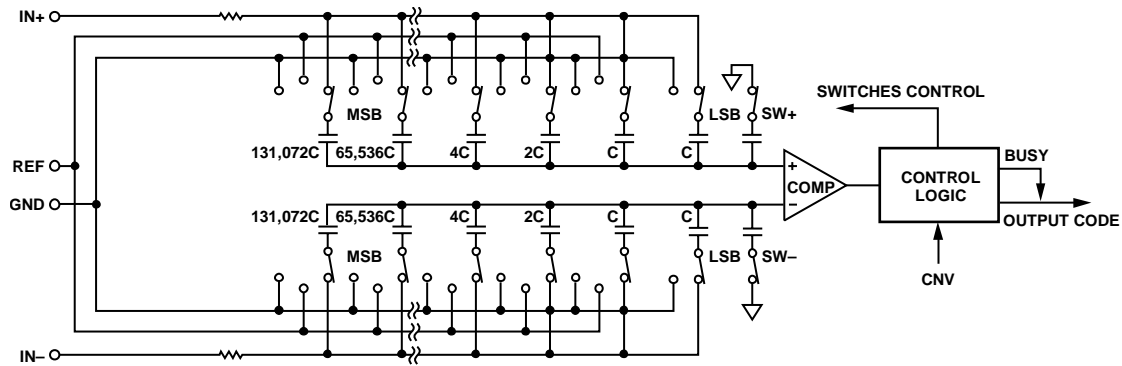 IN+
SWITCHES CONTROL
MSB
LSB SW+
131,072C 65,536C 4C 2C C C
REF
BUSY
+
COMP
−
CONTROL
LOGIC
GND
OUTPUT CODE
131,072C 65,536C 4C 2C C C
MSB
LSB SW−
CNV
IN−